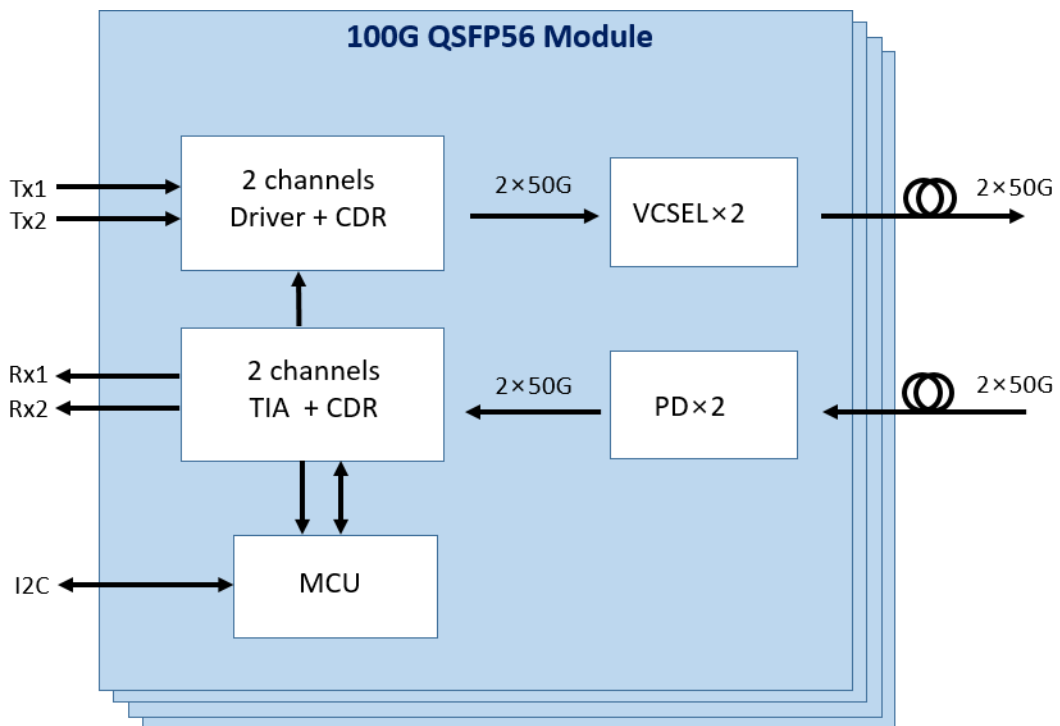 100G QSFP56 Module
Tx1
Tx2
2 channels
Driver + CDR
2×50G
VCSEL×2
2×50G
Rx1
Rx2
2 channels
TIA + CDR
2×50G
PD×2
2×50G
I2C
MCU